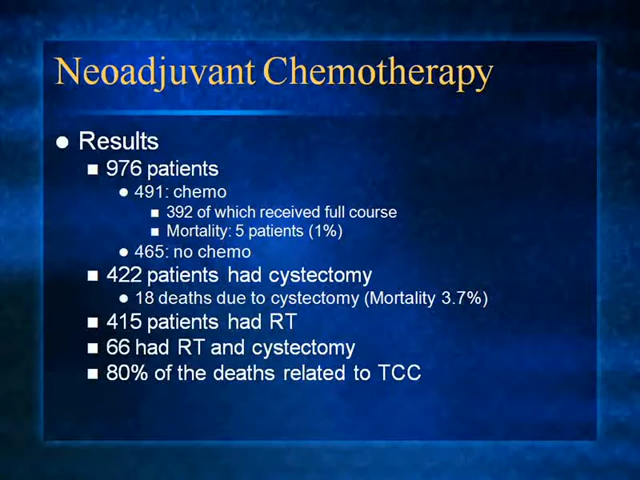 Neoadjuvant Chemotherapy
Results
976 patients
491: chemo
392 of which received full course
Mortality: 5 patients (1%)
465: no chemo
422 patients had cystectomy
18 deaths due to cystectomy (Mortality 3.7%)
415 patients had RT
66 had RT and cystectomy
80% of the deaths related to TCC